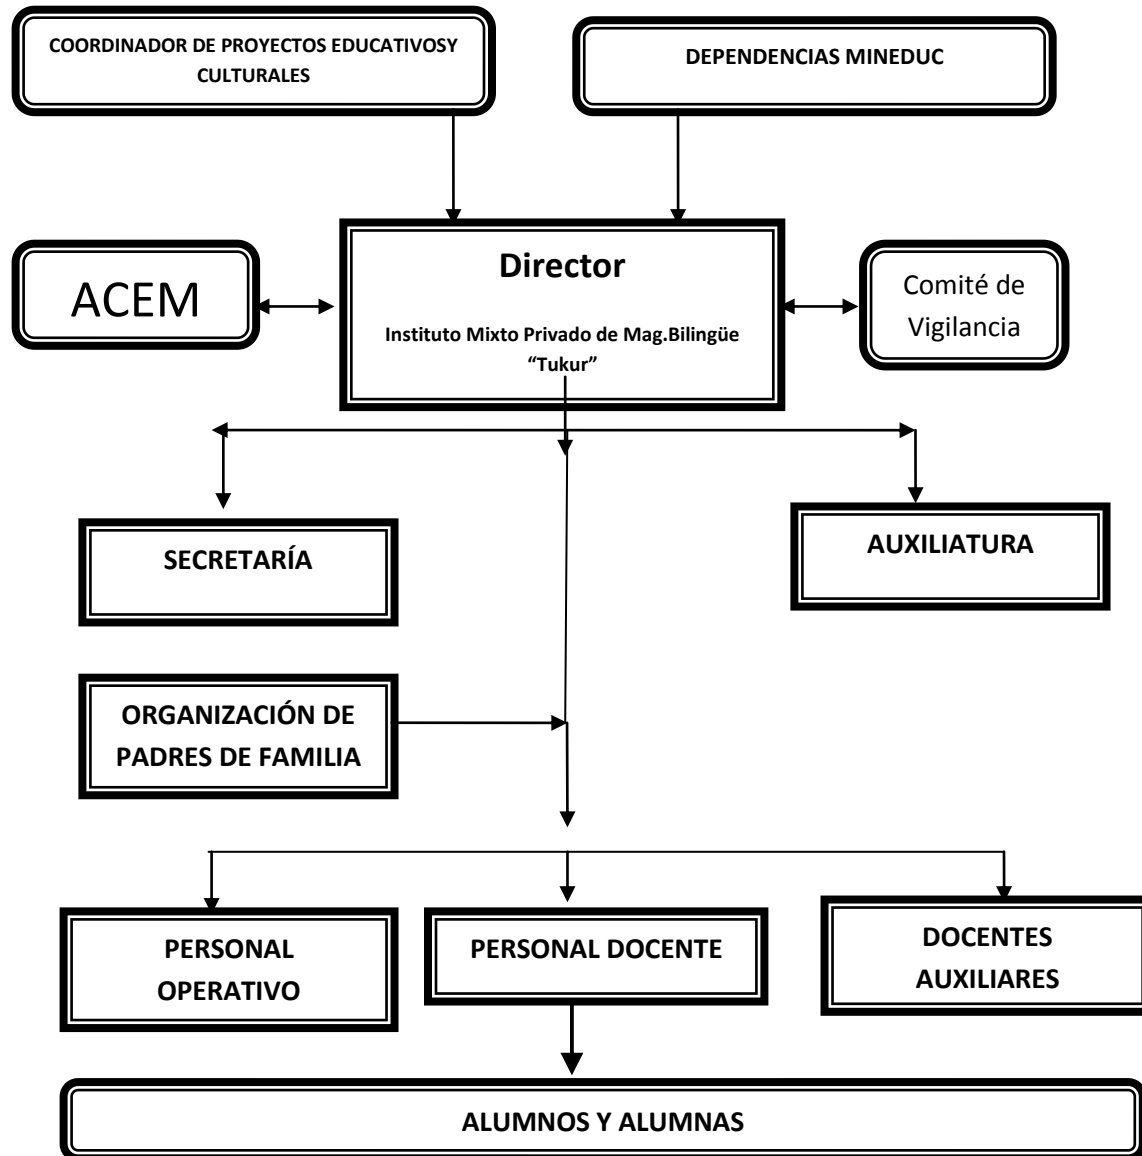 COORDINADOR DE PROYECTOS EDUCATIVOSY
CULTURALES
DEPENDENCIAS MINEDUC
ACEM
Director
Instituto Mixto Privado de Mag.Bilingüe
“Tukur”
Comité de
Vigilancia
SECRETARÍA
AUXILIATURA
ORGANIZACIÓN DE
PADRES DE FAMILIA
PERSONAL
OPERATIVO
PERSONAL DOCENTE
DOCENTES
AUXILIARES
ALUMNOS Y ALUMNAS